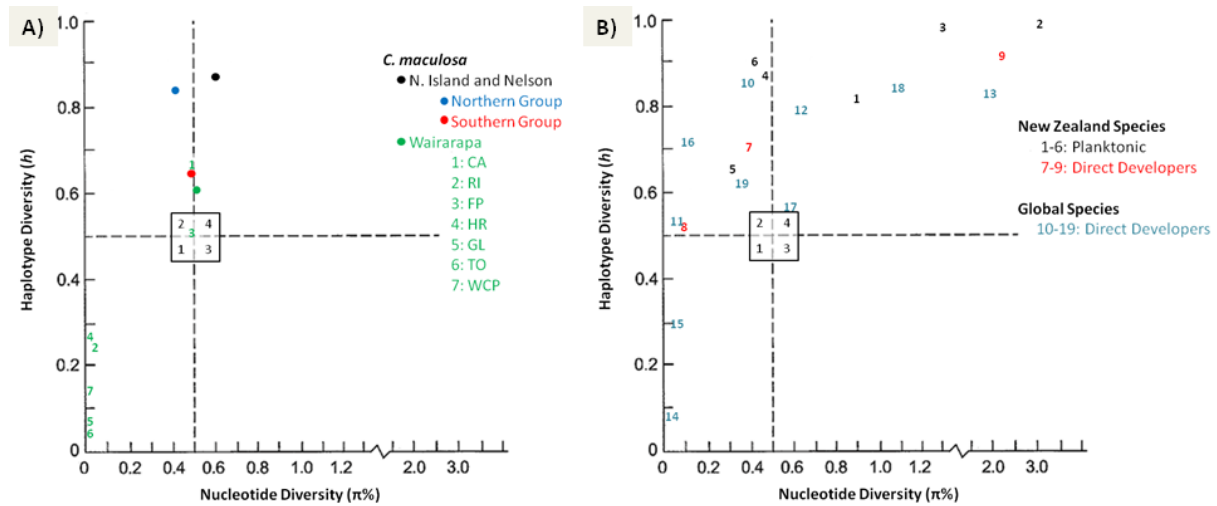 A)
Haplotype Diversity (h)
1.0
0.8
0.6
0.4
0.2
0
C. maculosa
N. Island and Nelson
Northern Group
Southern Group
Wairarapa
1: CA
2: RI
3: FP
4: HR
5: GL
6: TO
7: WCP
1
2 4
3
1 3
4
2
7
5
6
0 0.2 0.4 0.6 0.8 1.0 1.2 2.0 3.0
Nucleotide Diversity (π%)
B)
Haplotype Diversity (h)
1.0
0.8
0.6
0.4
0.2
0
3 2
6 9
4
10 18
1 13
12
16 7
5
19
17
11
8
2 4
1 3
15
14
New Zealand Species
1-6: Planktonic
7-9: Direct Developers
Global Species
10-19: Direct Developers
0 0.2 0.4 0.6 0.8 1.0 1.2 2.0 3.0
Nucleotide Diversity (π%)